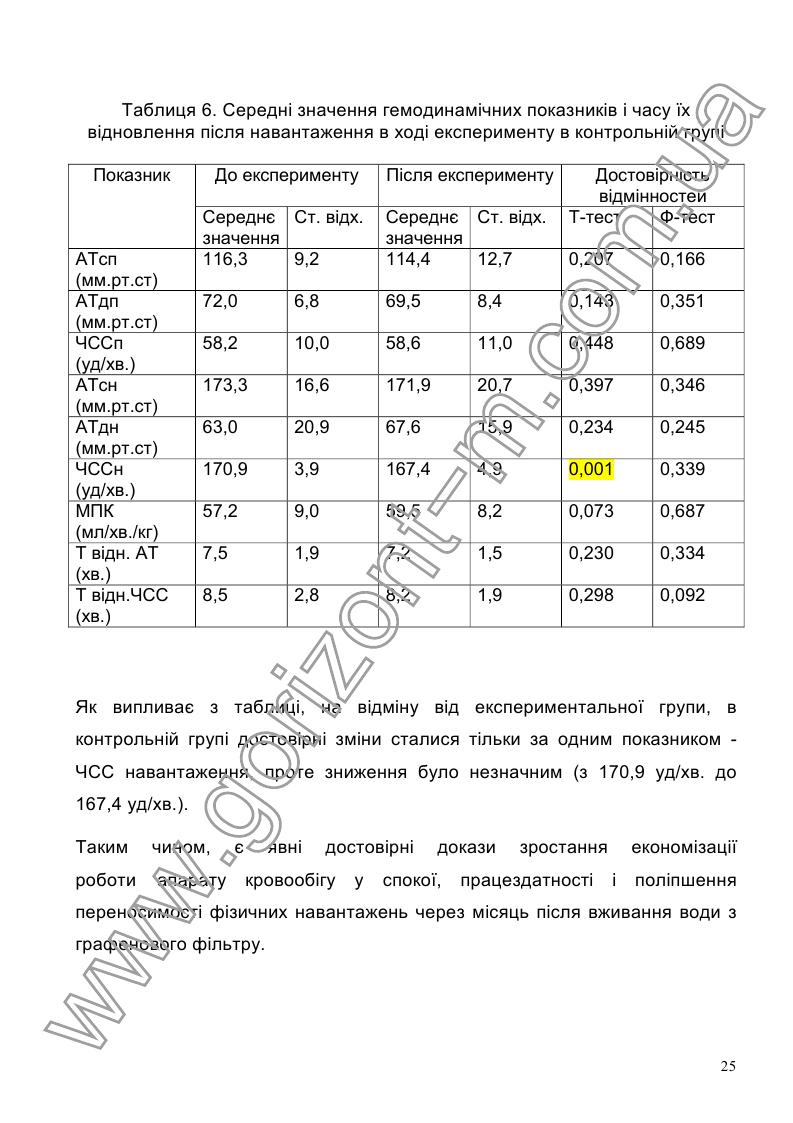 Таблиця 6. Середні значення гемодинамічних показників і часу їх
відновлення після навантаження в ході експерименту в контрольній групі
Показник До експерименту Після експерименту Достовірність
відмінностей
Середнє Ст. відх. Середнє Ст. відх. Т-тест Ф-тест
значення значення
АТсп 116,3 9,2 114,4 12,7 0,207 0,166
(мм.рт.ст)
АТдп 72,0 6,8 69,5 8,4 0,143 0,351
(мм.рт.ст)
ЧССп 58,2 10,0 58,6 11,0 0,448 0,689
(уд/хв.)
АТсн 173,3 16,6 171,9 20,7 0,397 0,346
(мм.рт.ст)
АТдн 63,0 20,9 67,6 15,9 0,234 0,245
(мм.рт.ст)
ЧССн 170,9 3,9 167,4 4,9 0,001 0,339
(уд/хв.)
МПК 57,2 9,0 59,5 8,2 0,073 0,687
(мл/хв./кг)
Т відн. АТ 7,5 1,9 7,2 1,5 0,230 0,334
(хв.)
Т відн.ЧСС 8,5 2,8 8,2 1,9 0,298 0,092
(хв.)
Як випливає з таблиці, на відміну від експериментальної групи, в
контрольній групі достовірні зміни сталися тільки за одним показником -
ЧСС навантаження, проте зниження було незначним (з 170,9 уд/хв. до
167,4 уд/хв.).
Таким чином, є явні достовірні докази зростання економізації
роботи апарату кровообігу у спокої, працездатності і поліпшення
переносимості фізичних навантажень через місяць після вживання води з
графенового фільтру.
25
www.gorizont-m.com.ua